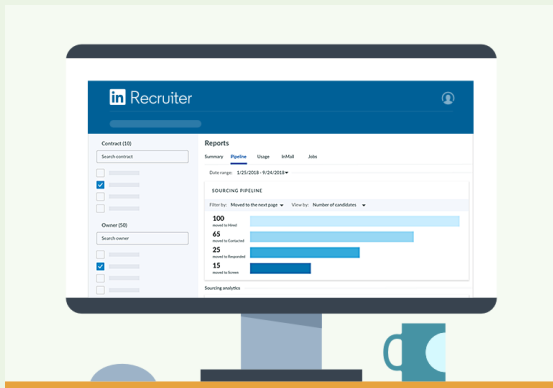 in Recruiter
Contract (10)
Search contract
Owner (50)
Search owner
Reports
Summary Pipeline Usage InMail Jobs
Date range: 1/25/2018 - 9/24/2018
SOURCING PIPELINE
Filter by: Moved to the next page View by: Number of candidates
100
moved to Hired
65
moved to Contacted
25
moved to Responded
15
moved to Screen
Sourcing analytics